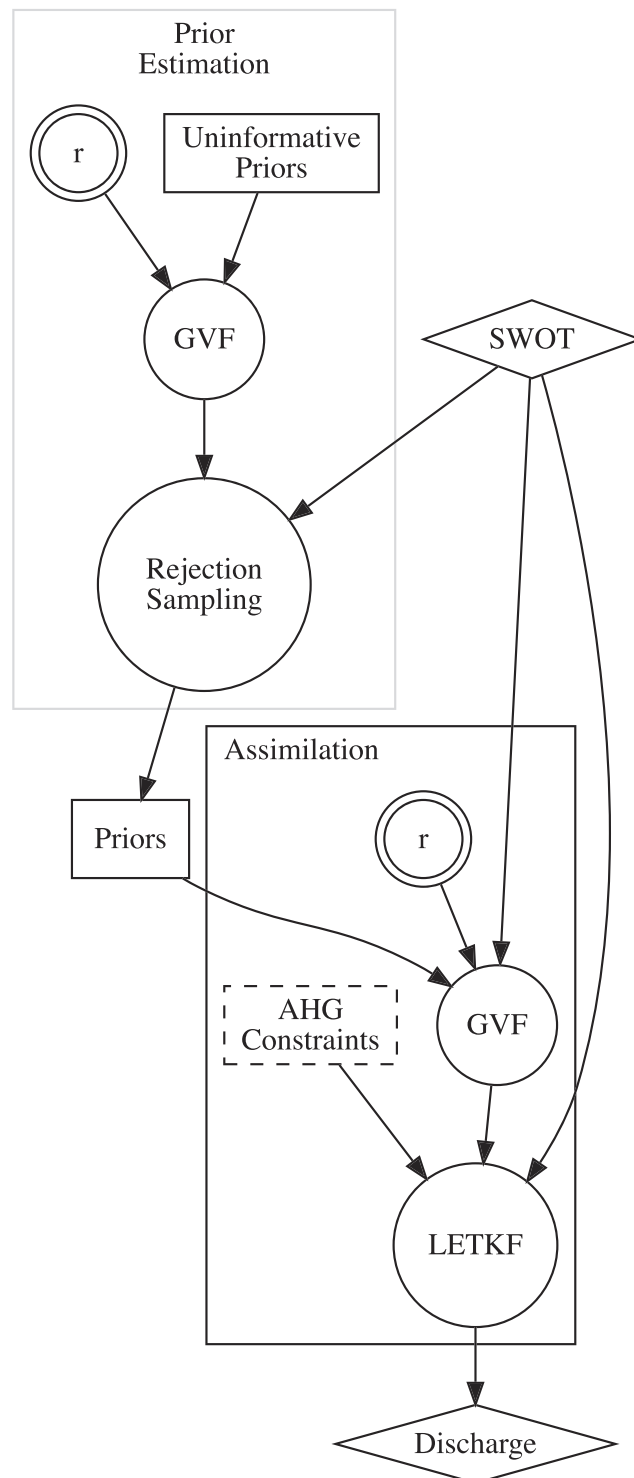 Prior
Estimation
r
Uninformative
Priors
GVF
SWOT
Rejection
Sampling
Assimilation
Priors
r
AHG
Constraints
GVF
LETKF
Discharge